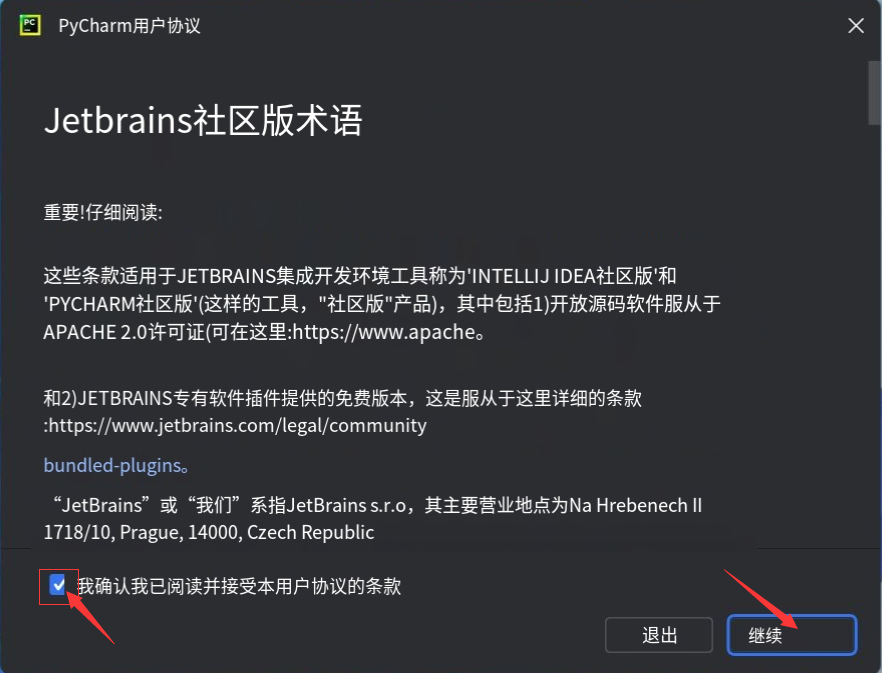 PC
PyCharm用户协议
Jetbrains社区版术语
重要!仔细阅读:
这些条款适用于JETBRAINS集成开发环境工具称为'INTELLIJ IDEA社区版'和
'PYCHARM社区版'(这样的工具，"社区版"产品)，其中包括1)开放源码软件服从于
APACHE 2.0许可证(可在这里:https://www.apache。
和2)JETBRAINS专有软件插件提供的免费版本，这是服从于这里详细的条款
:https://www.jetbrains.com/legal/community
bundled-plugins。
“JetBrains”或“我们”系指JetBrains s.r.o，其主要营业地点为Na Hrebenech II
1718/10, Prague, 14000, Czech Republic
我确认我已阅读并接受本用户协议的条款
退出
继续